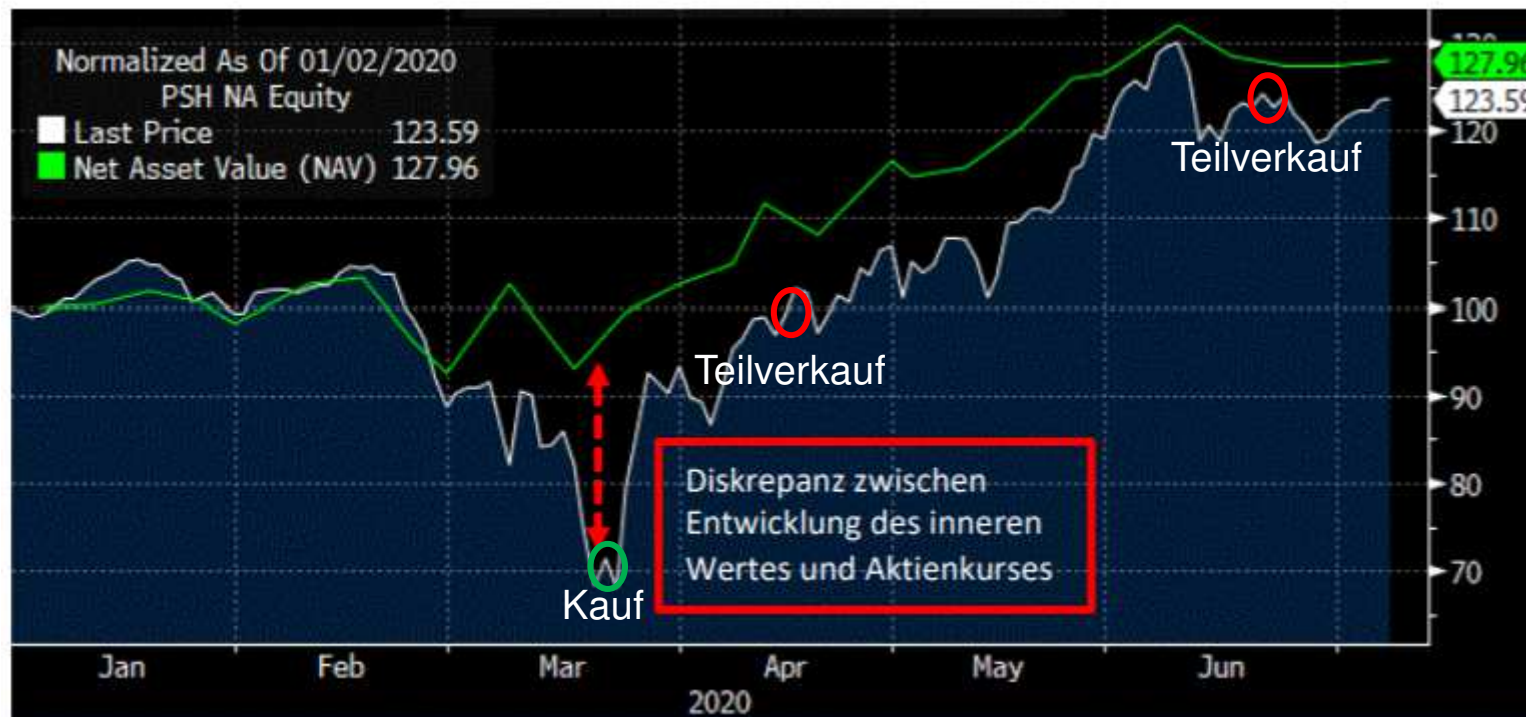 Normalized As Of 01/02/2020
PSH NA Equity
Last Price 123.59
Net Asset Value (NAV) 127.96
130
127.96
123.59
120
Teilverkauf
110
100
Teilverkauf
90
Diskrepanz zwischen
80
Entwicklung des inneren
Wertes und Aktienkurses
70
Kauf
Jan Feb Mar Apr May Jun
2020